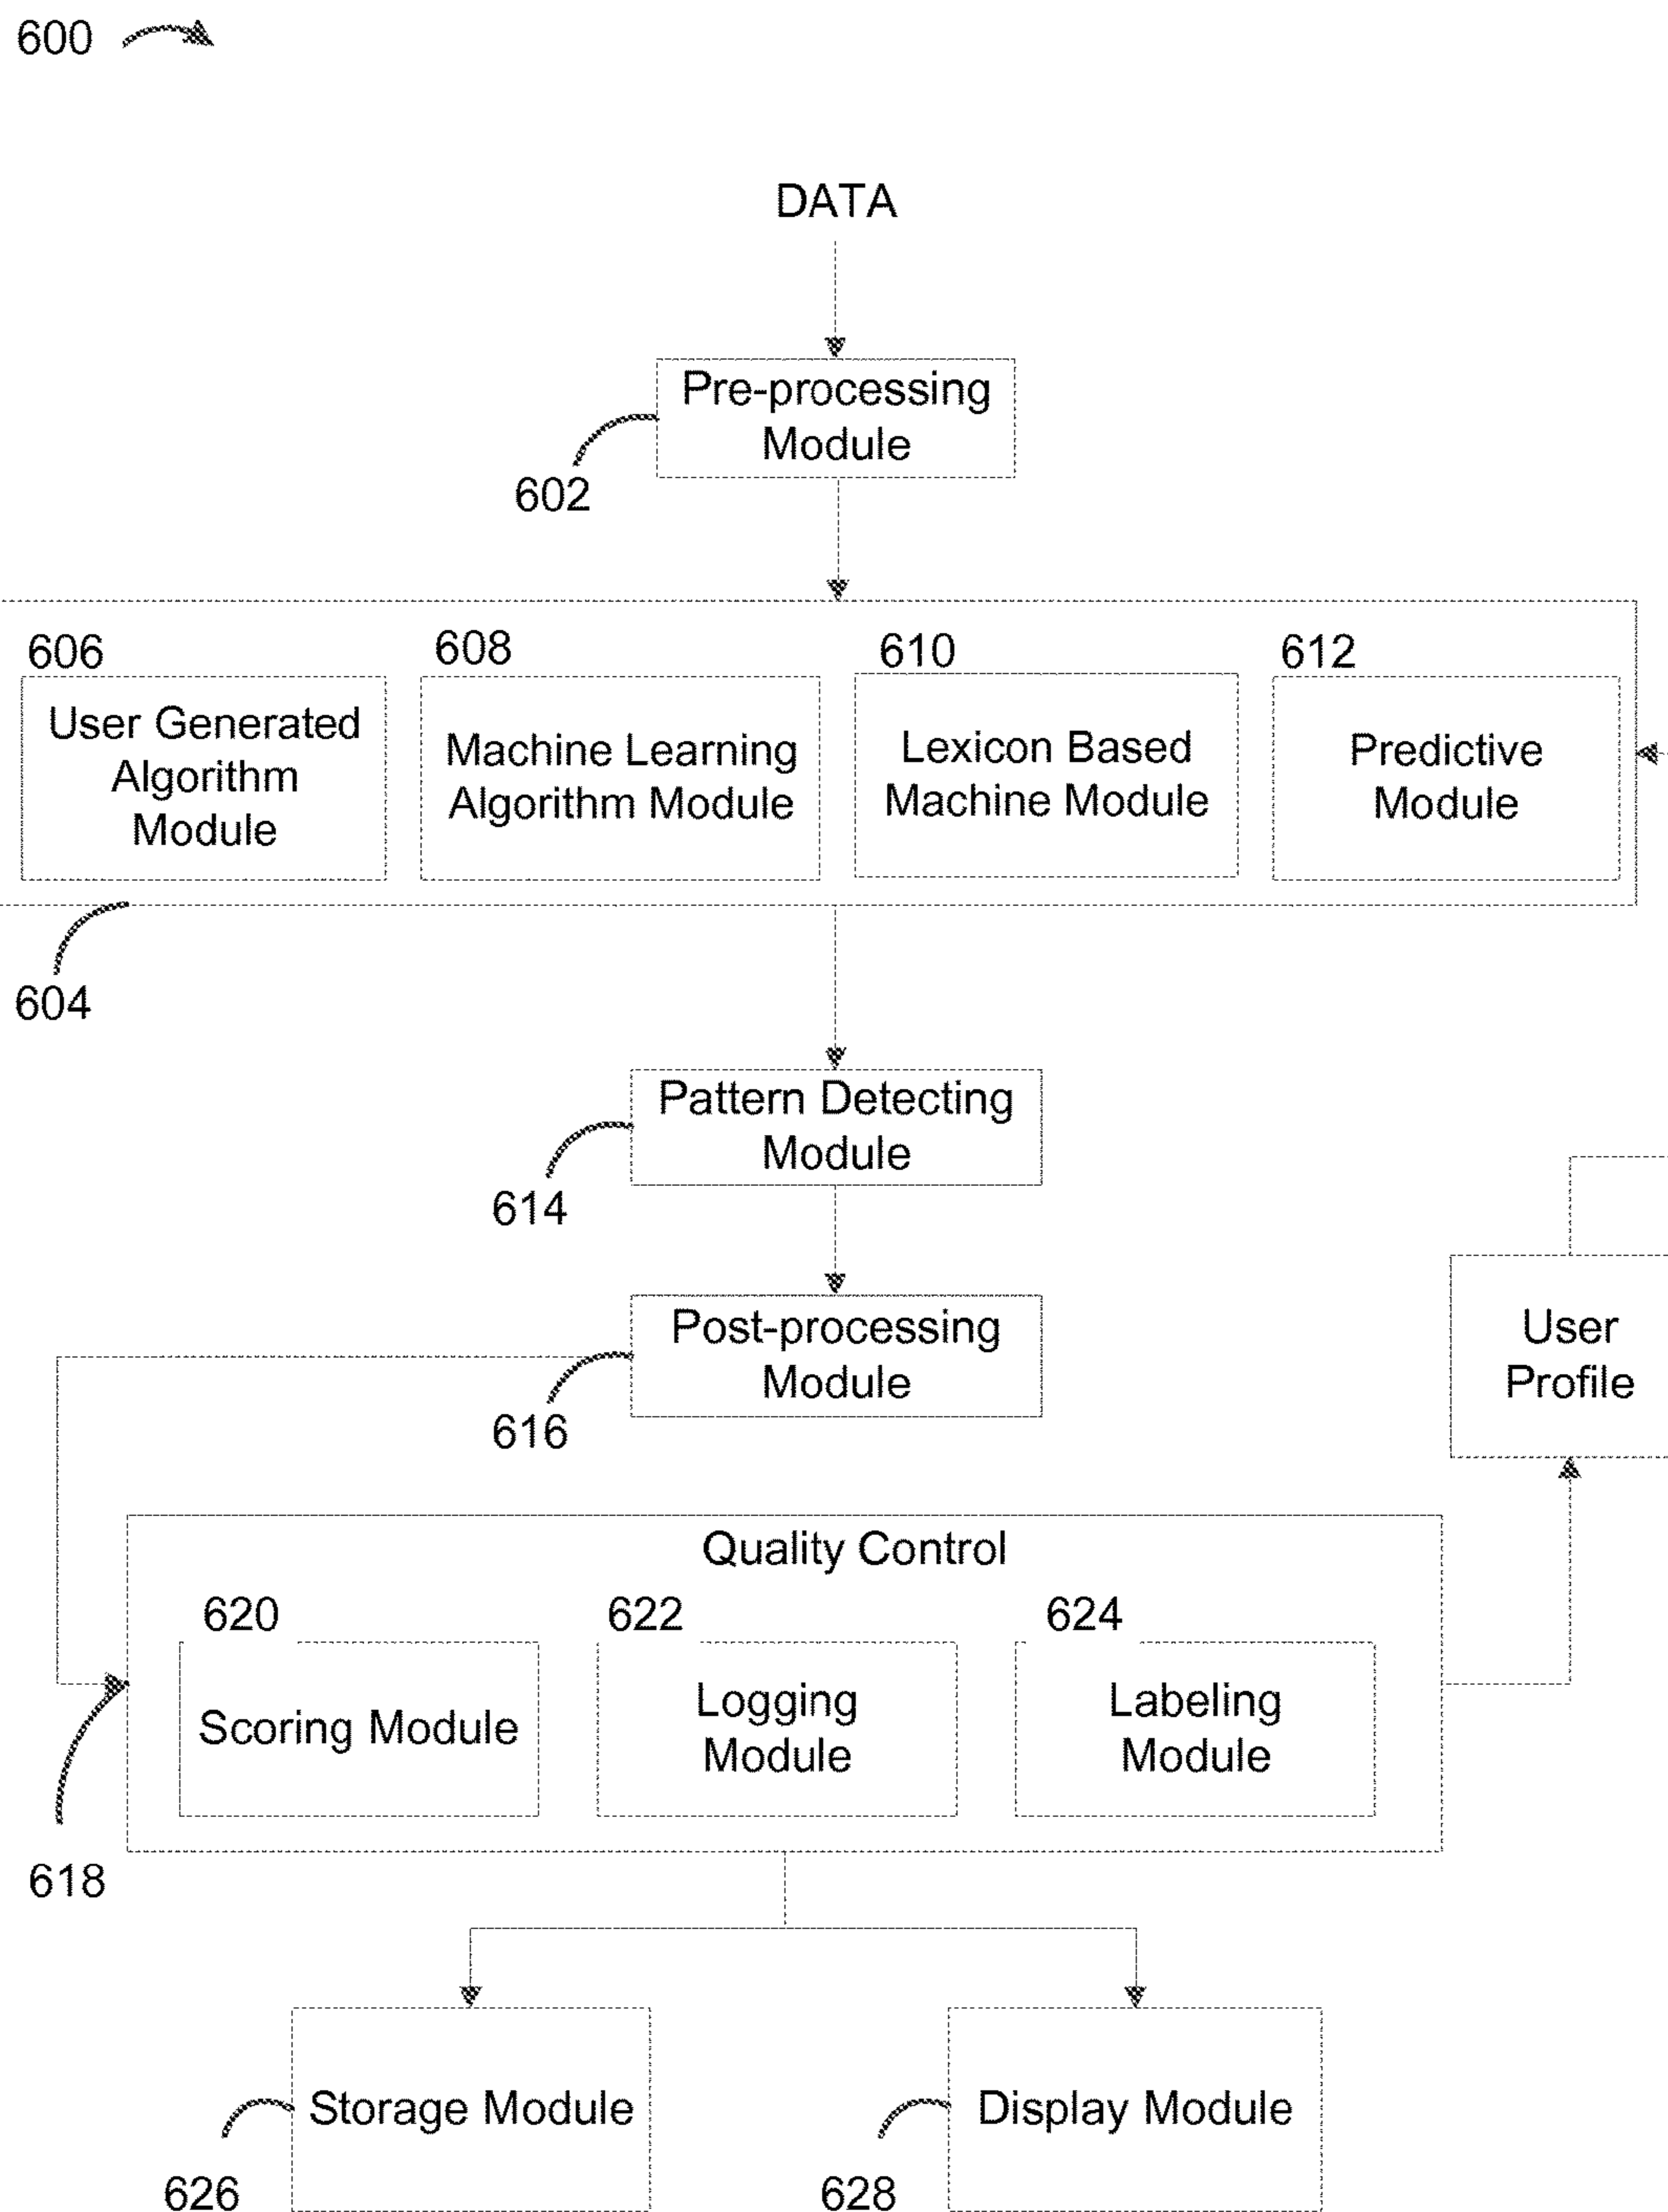 600
DATA
Pre-processing
Module
602
606
User Generated
Algorithm
Module
608
Machine Learning
Algorithm Module
610
Lexicon Based
Machine Module
612
Predictive
Module
604
Pattern Detecting
Module
614
Post-processing
Module
616
User
Profile
Quality Control
620
Scoring Module
622
Logging
Module
624
Labeling
Module
618
Storage Module
626
Display Module
628